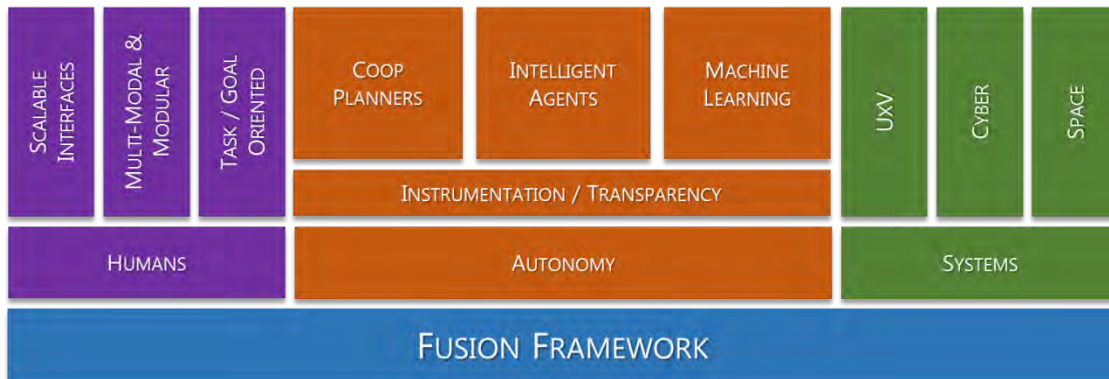 SCALABLE
INTERFACES
MULTI-MODAL &
MODULAR
TASK / GOAL
ORIENTED
COOP
PLANNERS
INTELLIGENT
AGENTS
MACHINE
LEARNING
UXV
CYBER
SPACE
INSTRUMENTATION / TRANSPARENCY
HUMANS
AUTONOMY
SYSTEMS
FUSION FRAMEWORK